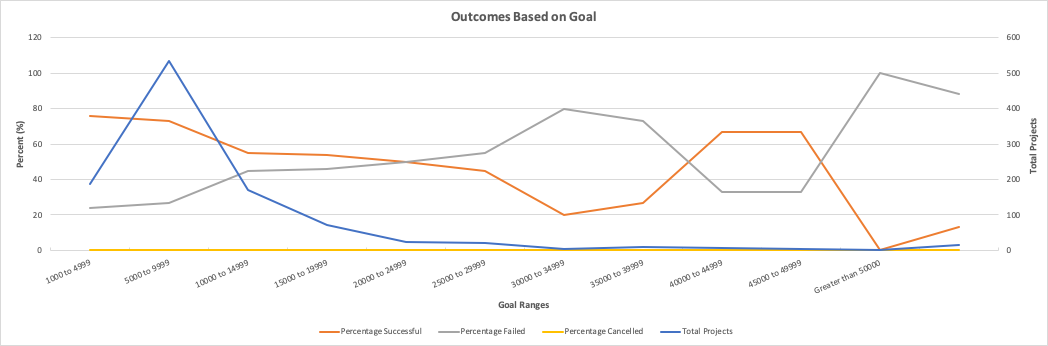 Outcomes Based on Goal
120
100
80
60
40
20
0
600
500
400
300
200
100
0
Percent (%)
Total Projects
1000 to 4999
5000 to 9999
10000 to 14999
15000 to 19999
20000 to 24999
25000 to 29999
30000 to 34999
35000 to 39999
40000 to 44999
45000 to 49999
Greater than 50000
Goal Ranges
Percentage Successful
Percentage Failed
Percentage Cancelled
Total Projects